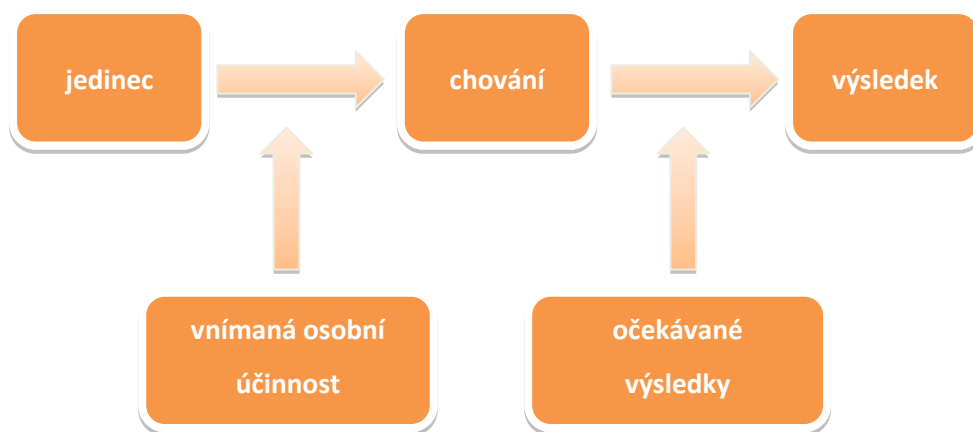 jedinec
chování
výsledek
vnímaná osobní
účinnost
očekávané
výsledky